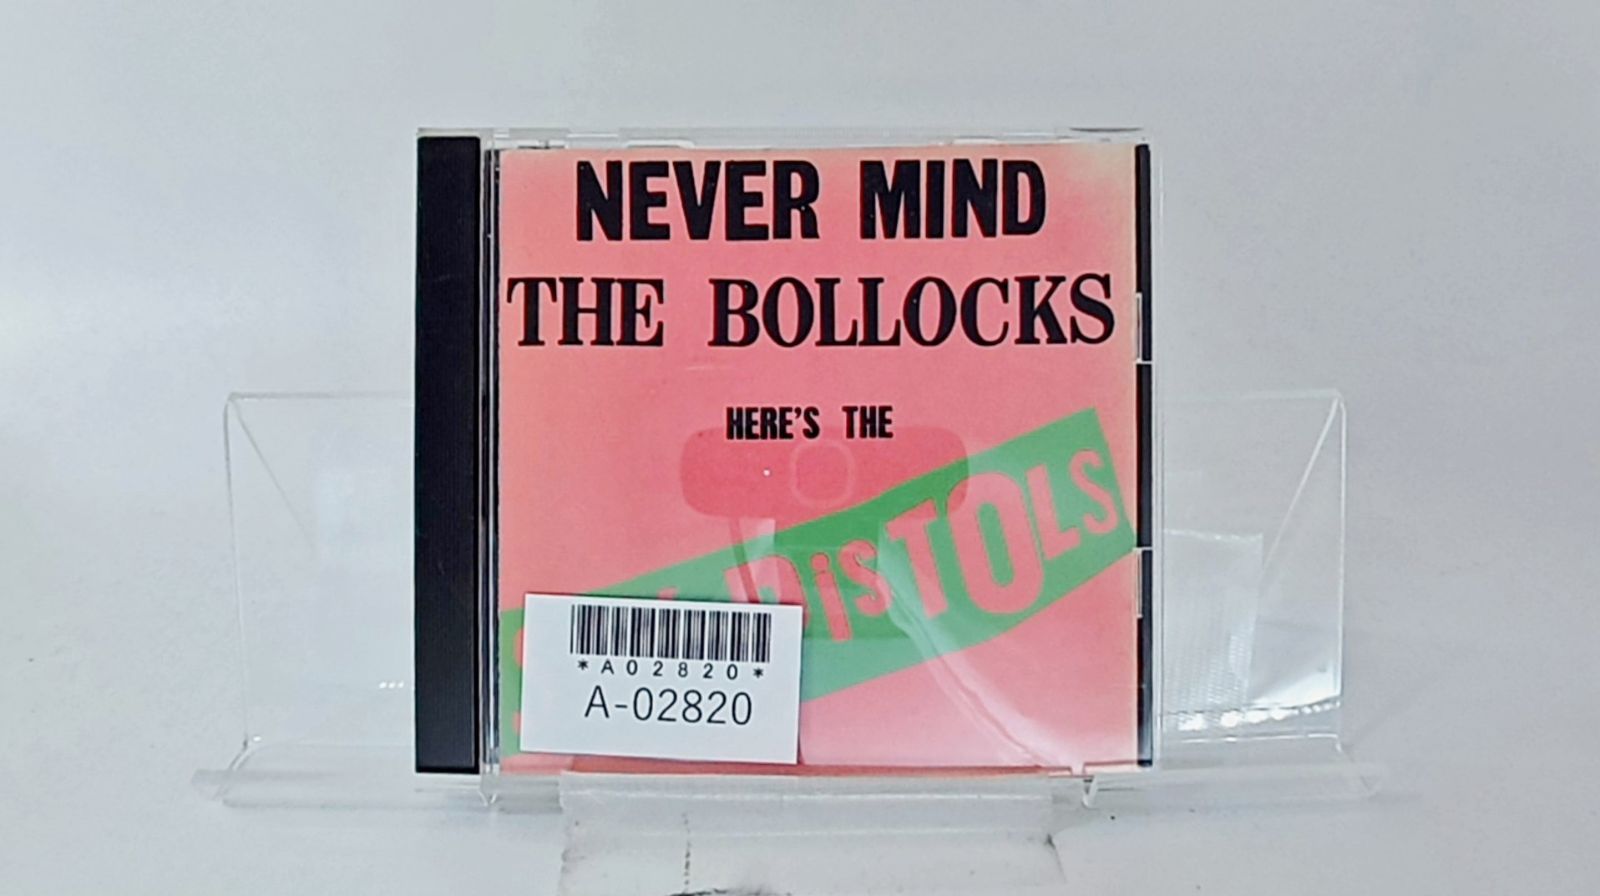 NEVER MIND
THE BOLLOCKS
HERE'S THE
PiSTOLS
*A02820*
A-02820